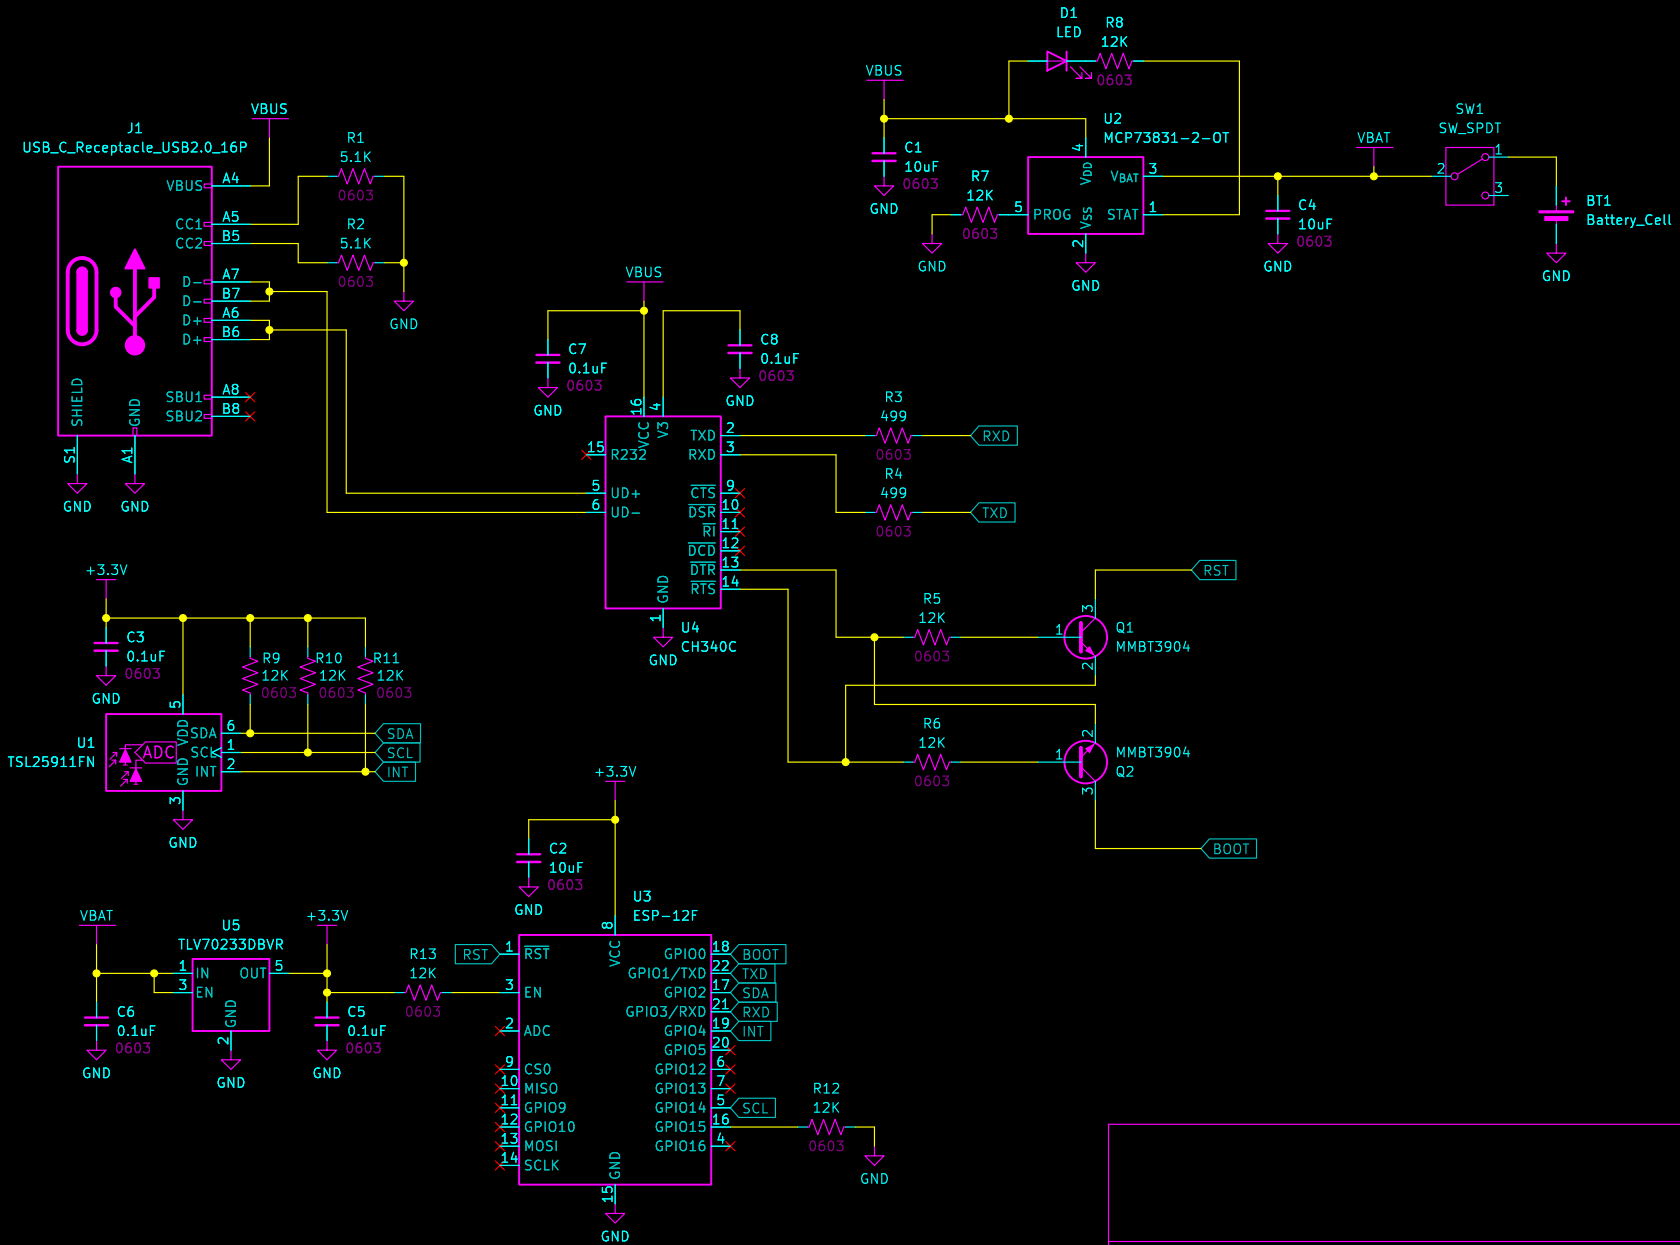 J1
USB_C_Receptacle_USB2.0_16P
VBUS
VBUS
A4
CC1
A5
CC2
B5
D-
A7
D-
B7
D+
A6
D+
B6
SBU1
A8
SBU2
B8
SHIELD
GND
S1
A1
GND
GND
R1
5.1K
0603
R2
5.1K
0603
GND
D1
LED
R8
12K
0603
VBUS
C1
10uF
0603
GND
U2
MCP73831-2-OT
4
VDD
VBAT
3
PROG
5
STAT
1
VSS
2
GND
R7
12K
0603
GND
C4
10uF
0603
GND
VBAT
SW1
SW_SPDT
1
2
3
+
BT1
Battery_Cell
GND
VBUS
C7
0.1uF
0603
GND
C8
0.1uF
0603
GND
16
4
VCC
V3
TXD
2
RXD
3
15
R232
5
UD+
6
UD-
CTS
9
DSR
10
RI
11
DCD
12
DTR
13
RTS
14
GND
1
GND
U4
CH340C
R3
499
0603
RXD
R4
499
0603
TXD
R5
12K
0603
RST
3
1
2
Q1
MMBT3904
R6
12K
0603
2
1
3
MMBT3904
Q2
BOOT
+3.3V
C3
0.1uF
0603
GND
R9
12K
0603
R10
12K
0603
R11
12K
0603
U1
TSL25911FN
5
VDD
ADC
SDA
6
SCL
1
INT
2
GND
3
GND
SDA
SCL
INT
VBAT
U5
TLV70233DBVR
+3.3V
1
IN
OUT
5
3
EN
GND
2
GND
C6
0.1uF
0603
GND
C5
0.1uF
0603
GND
R13
12K
0603
+3.3V
C2
10uF
0603
GND
U3
ESP-12F
8
VCC
RST
1
RST
3
EN
2
ADC
9
CS0
10
MISO
11
GPIO9
12
GPIO10
13
MOSI
14
SCLK
GPIO0
18
BOOT
GPIO1/TXD
22
TXD
GPIO2
17
SDA
GPIO3/RXD
21
RXD
GPIO4
19
INT
GPIO5
20
GPIO12
6
GPIO13
7
GPIO14
5
SCL
GPIO15
16
GPIO16
4
GND
15
GND
R12
12K
0603
GND